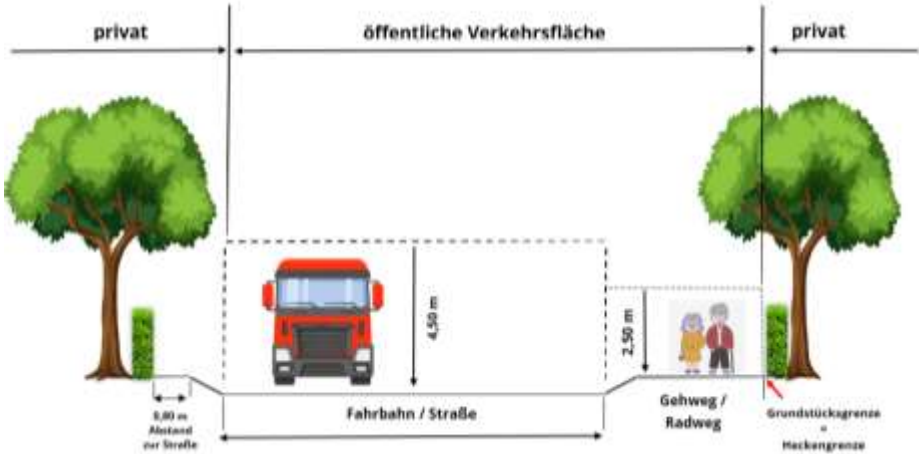 privat
öffentliche Verkehrsfläche
privat
4,50 m
2,50 m
0,80 m
Abstand
zur Straße
Fahrbahn / Straße
Gehweg /
Radweg
Grundstücksgrenze
=
Heckengrenze